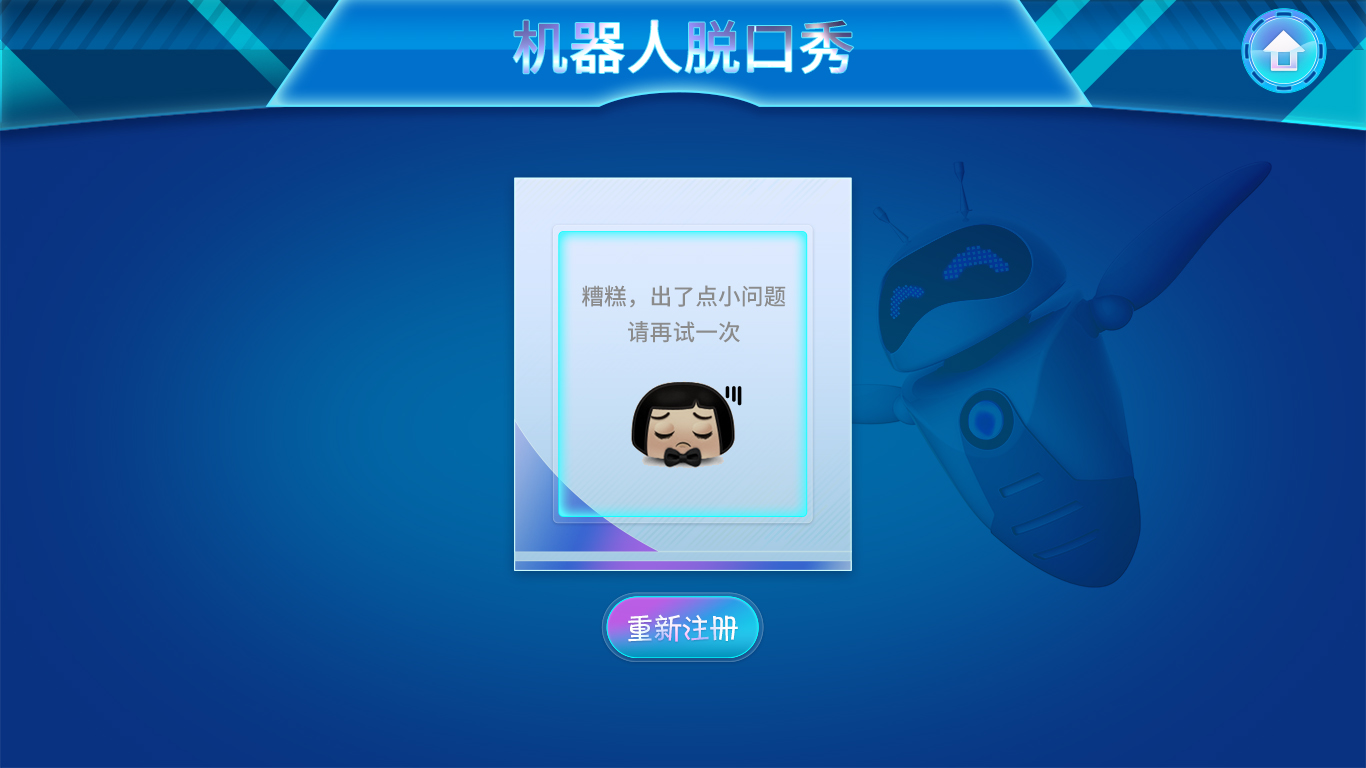 机器人脱口秀
糟糕，出了点小问题
请再试一次
重新注册